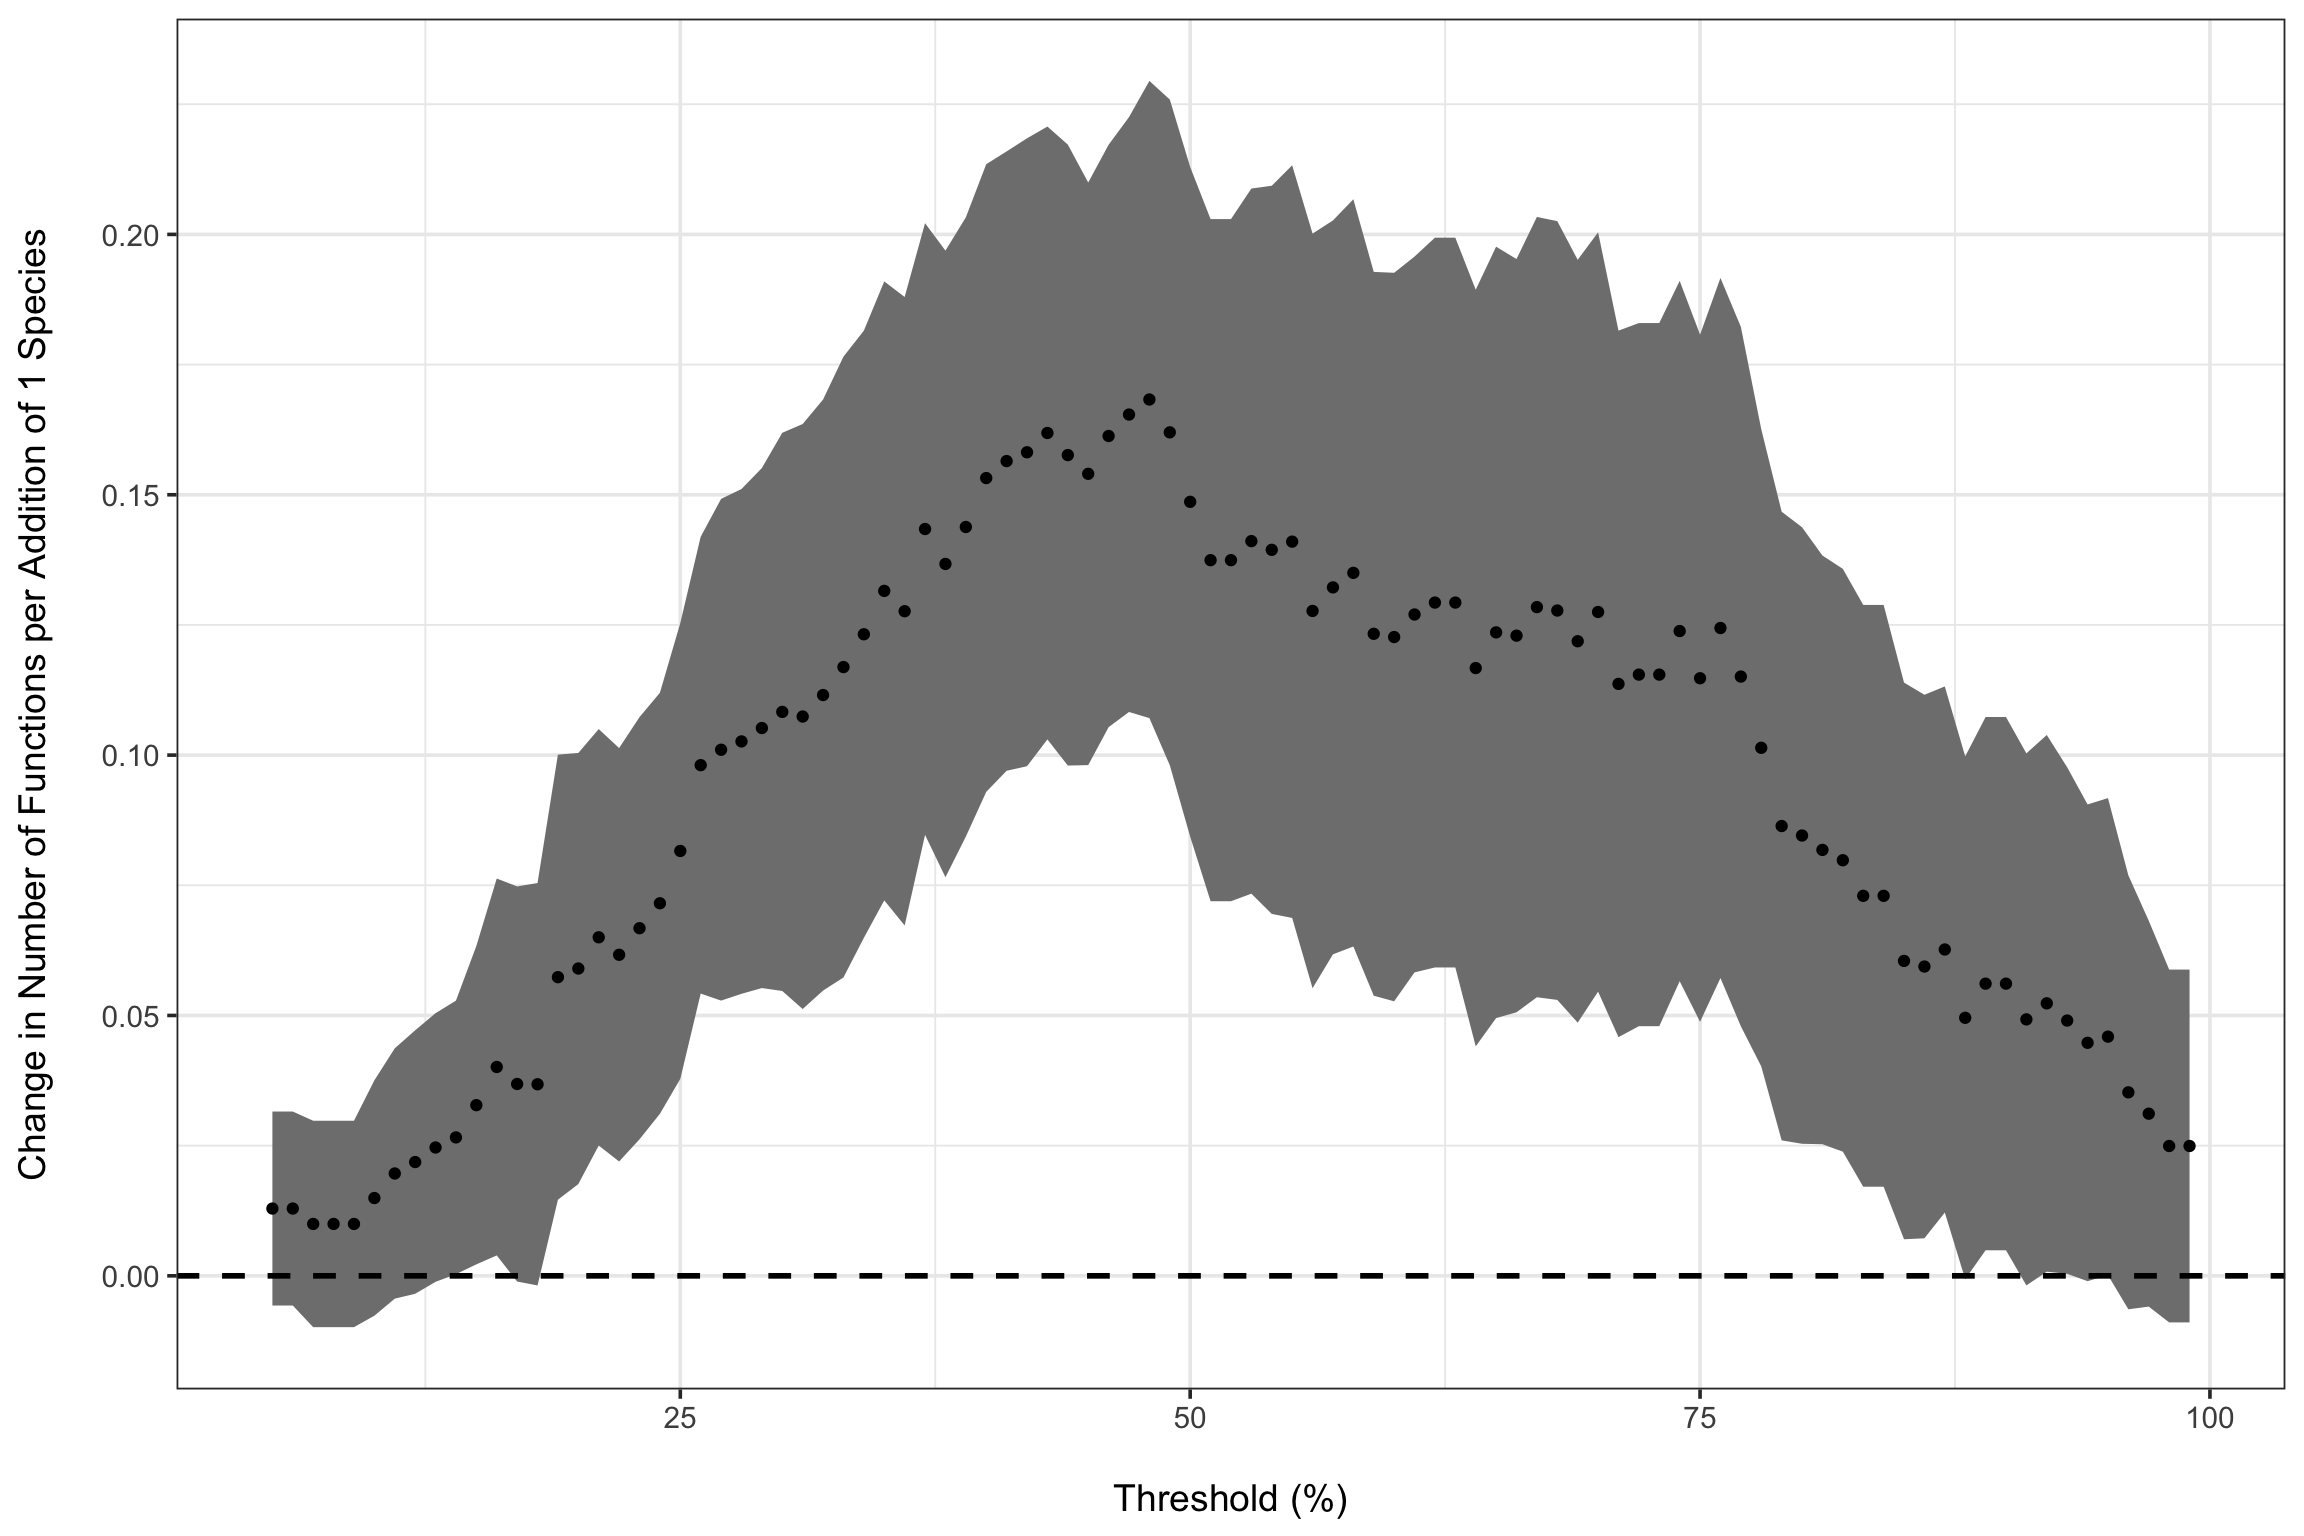 Change in Number of Functions per Addition of 1 Species
0.20
0.15
0.10
0.05
0.00
25 50 75 100
Threshold (%)